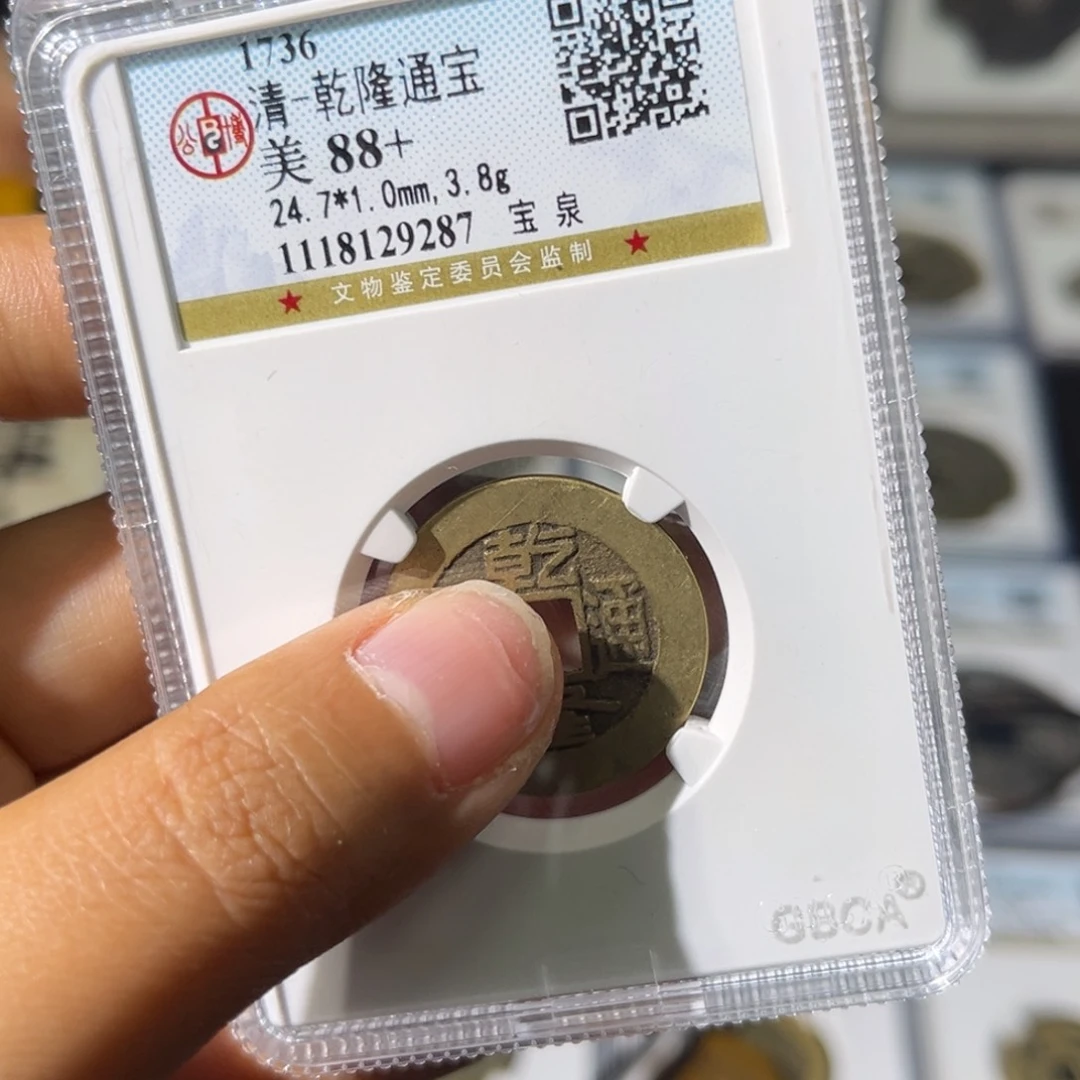 1736
清-乾隆通宝
美 88+
24.7*1.0mm, 3.8g
1118129287 宝泉
文物鉴定委员会监制
乾
通
GBCA®